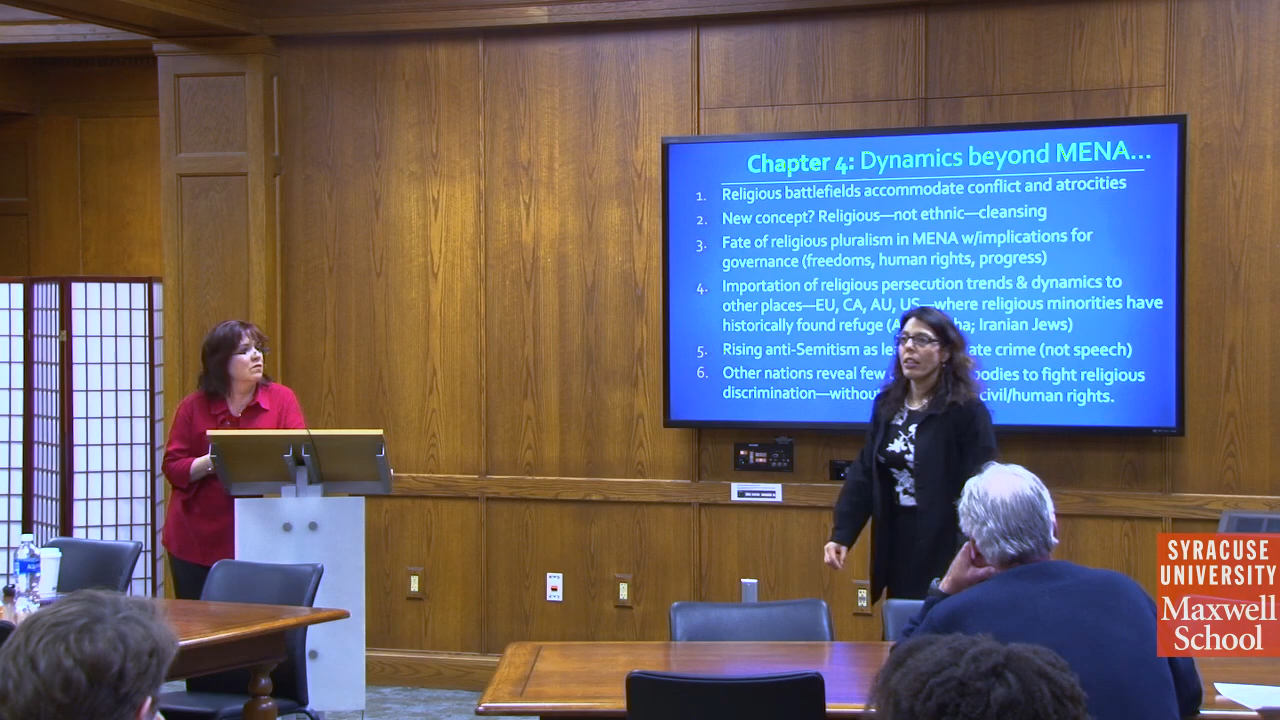 Chapter 4: Dynamics beyond MENA...
1. Religious battlefields accommodate conflict and atrocities
2. New concept? Religious—not ethnic—cleansing
3. Fate of religious pluralism in MENA w/implications for
governance (freedoms, human rights, progress)
4. Importation of religious persecution trends & dynamics to
other places—EU, CA, AU, US—where religious minorities have
historically found refuge (A ha; Iranian Jews)
5. Rising anti-Semitism as le ate crime (not speech)
6. Other nations reveal few odies to fight religious
discrimination—withou civil/human rights.
SYRACUSE
UNIVERSITY
Maxwell
School